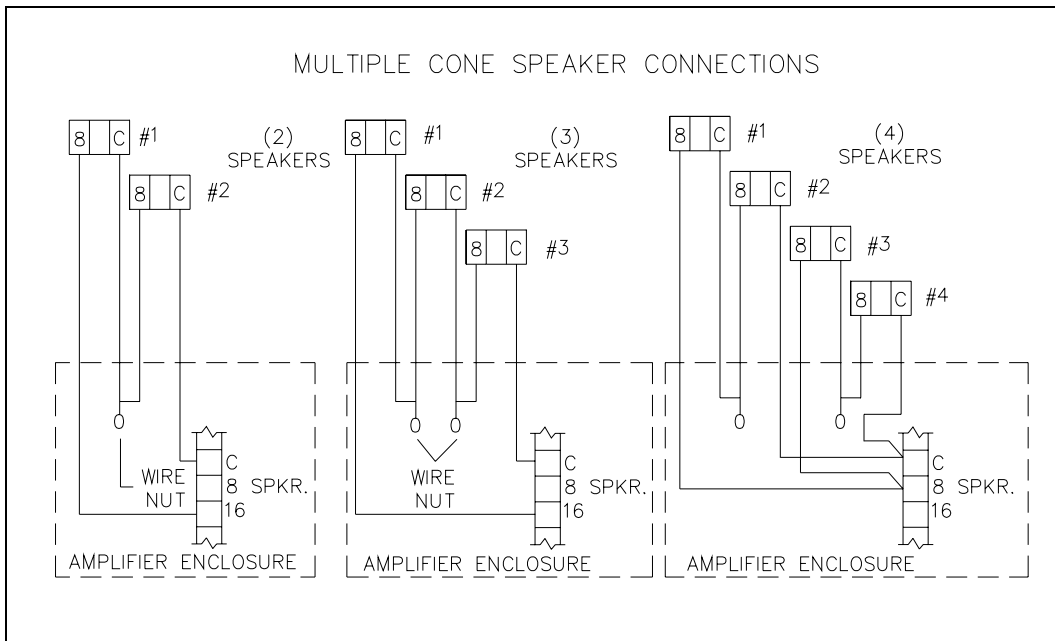 MULTIPLE CONE SPEAKER CONNECTIONS
8 C #1
8 C #2
(2)
SPEAKERS
0
WIRE
NUT
C
8 SPKR.
16
AMPLIFIER ENCLOSURE
8 C #1
8 C #2
8 C #3
(3)
SPEAKERS
0 0
WIRE
NUT
C
8 SPKR.
16
AMPLIFIER ENCLOSURE
8 C #1
8 C #2
8 C #3
8 C #4
(4)
SPEAKERS
0 0
C
8 SPKR.
16
AMPLIFIER ENCLOSURE